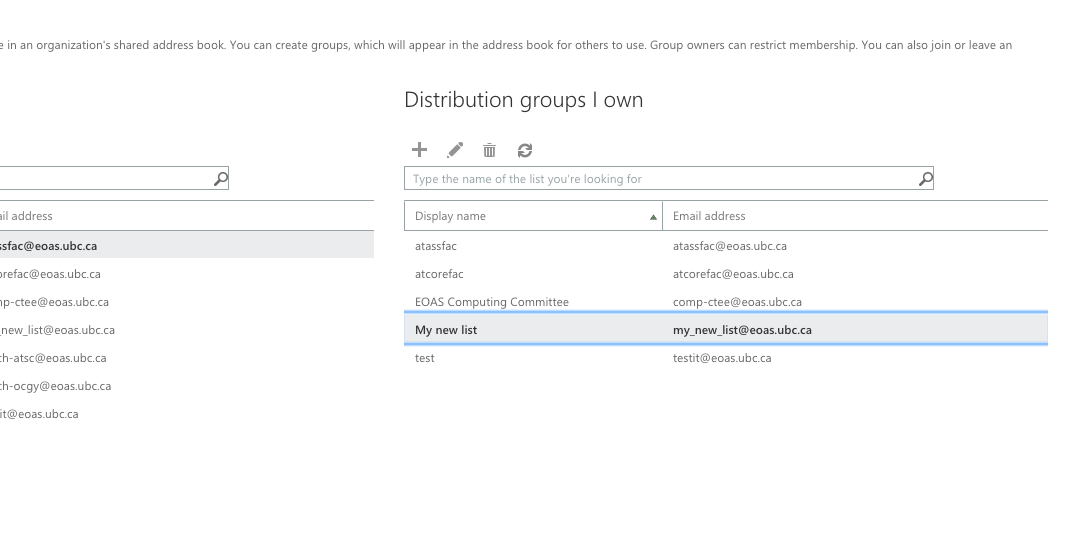 e in an organization's shared address book. You can create groups, which will appear in the address book for others to use. Group owners can restrict membership. You can also join or leave an
Distribution groups I own
Type the name of the list you're looking for
ail address
Display name Email address
ssfac@eoas.ubc.ca
atassfac atassfac@eoas.ubc.ca
orefac@eoas.ubc.ca
atcorefac atcorefac@eoas.ubc.ca
np-ctee@eoas.ubc.ca
EOAS Computing Committee comp-ctee@eoas.ubc.ca
_new_list@eoas.ubc.ca
My new list my_new_list@eoas.ubc.ca
ch-atsc@eoas.ubc.ca
test testit@eoas.ubc.ca
ch-ocgy@eoas.ubc.ca
it@eoas.ubc.ca